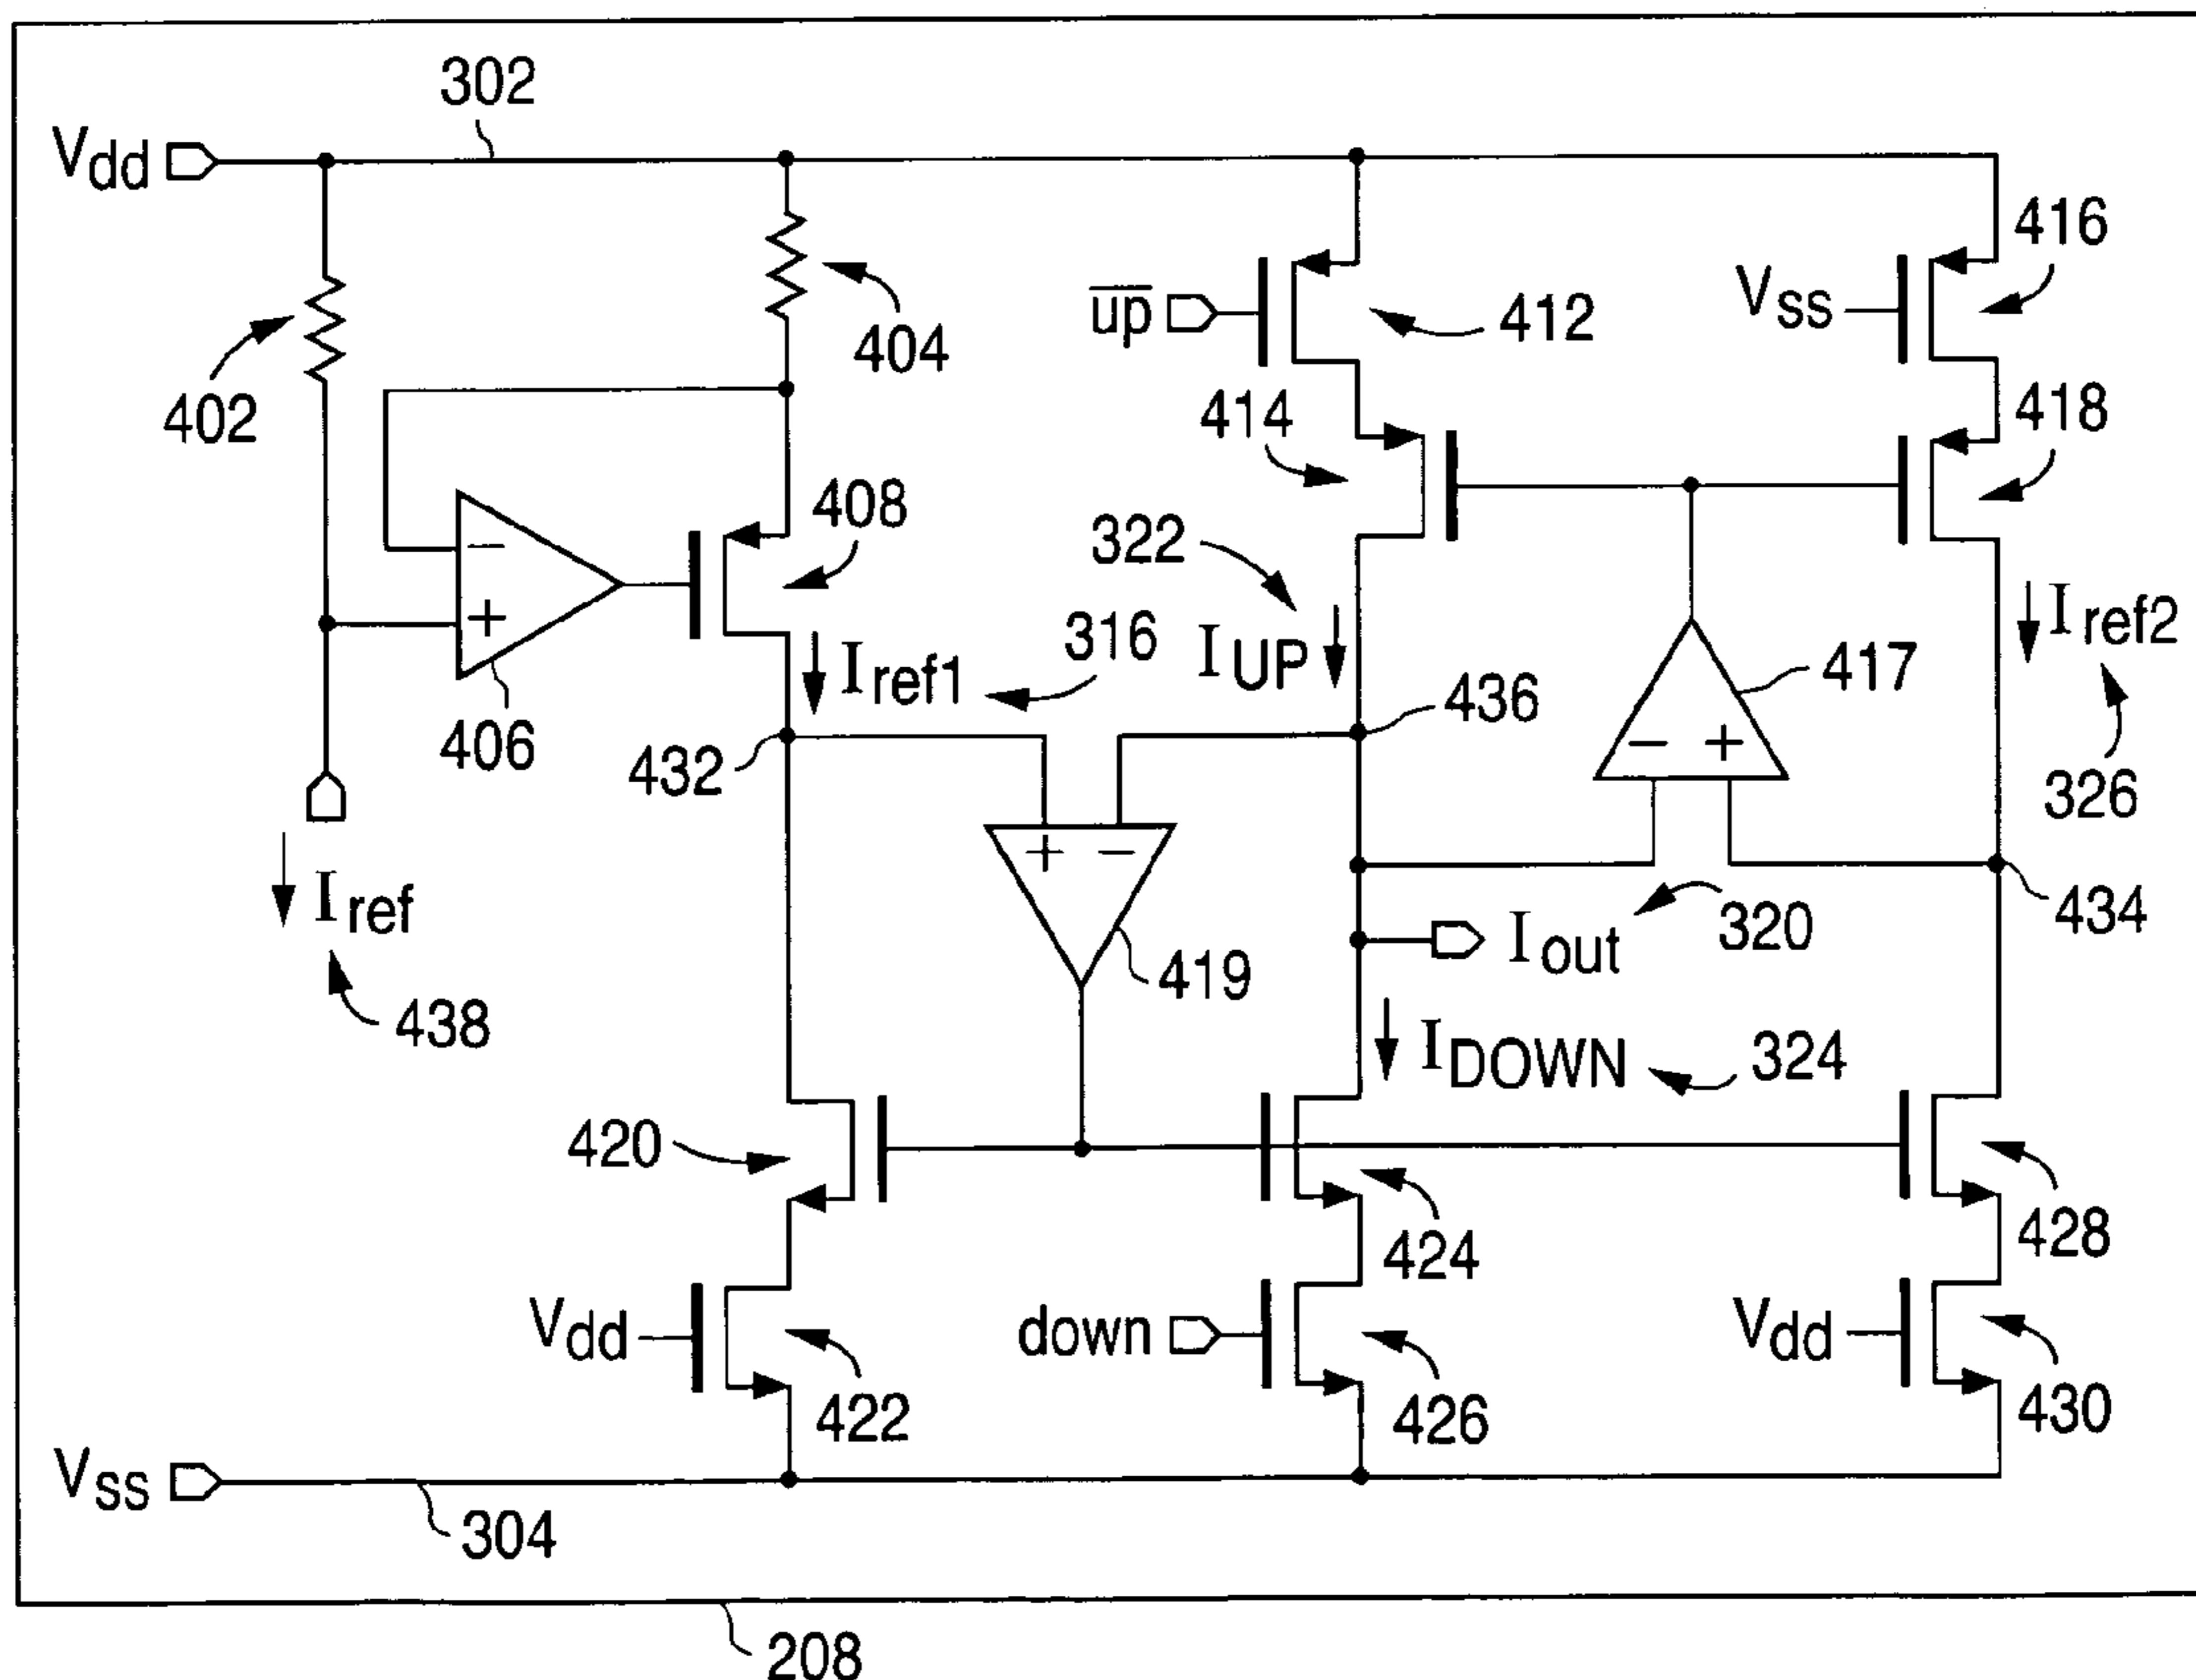 302
Vdd
416
up
Vss
412
404
402
414
418
408
322
316
Iref2
Iref1
IUP
417
406
432
436
326
Iref
320
434
Iout
419
438
IDOWN
324
420
424
428
Vdd
down
Vdd
422
426
430
Vss
304
208
− + + − − +